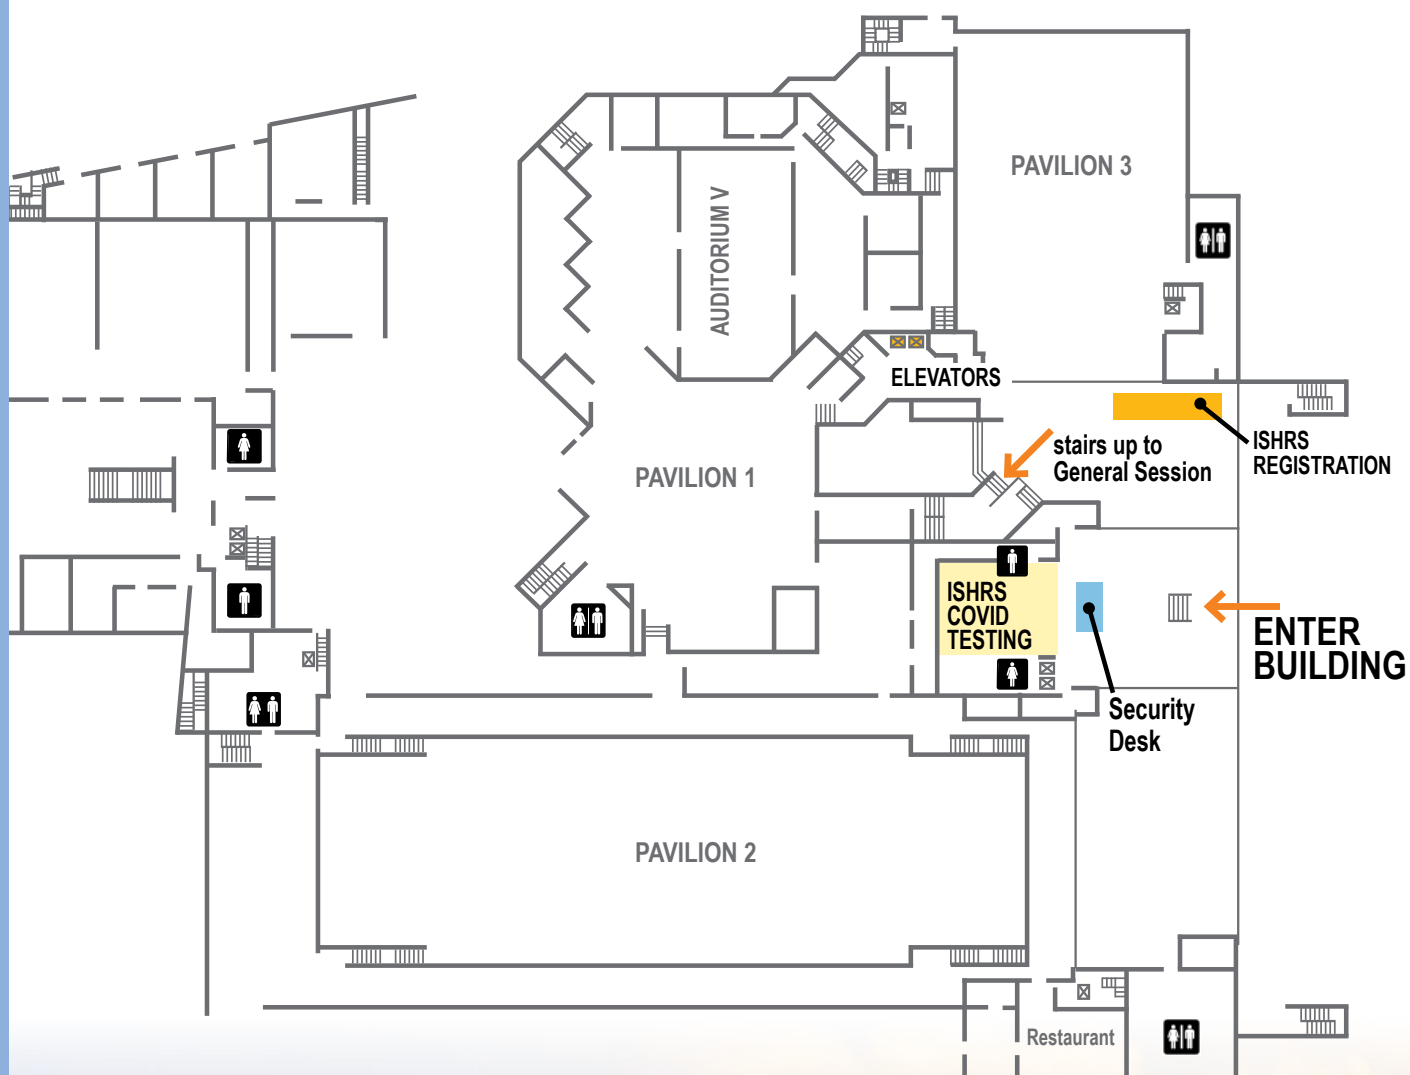 PAVILION 3
AUDITORIUM V
ELEVATORS
ISHRS
REGISTRATION
stairs up to
General Session
PAVILION 1
ISHRS
COVID
TESTING
ENTER
BUILDING
Security
Desk
PAVILION 2
Restaurant